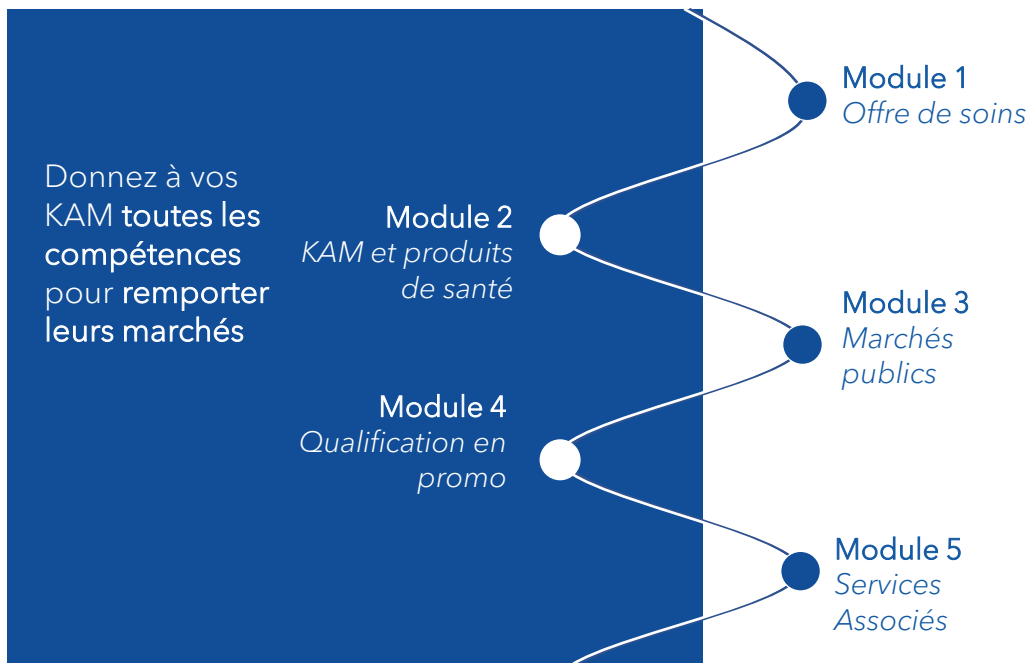 Donnez à vos
KAM toutes les
compétences
pour remporter
leurs marchés
Module 1
Offre de soins
Module 2
KAM et produits
de santé
Module 3
Marchés
publics
Module 4
Qualification en
promo
Module 5
Services
Associés